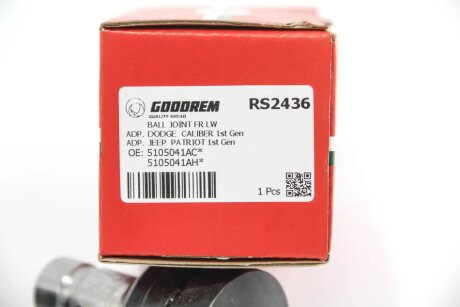 GOODREM
QUALITY AHEAD
RS2436
BALL JOINT FR LW
ADP. DODGE CALIBER 1st Gen
ADP. JEEP PATRIOT 1st Gen
OE: 5105041AC*
5105041AH*
1 Pcs